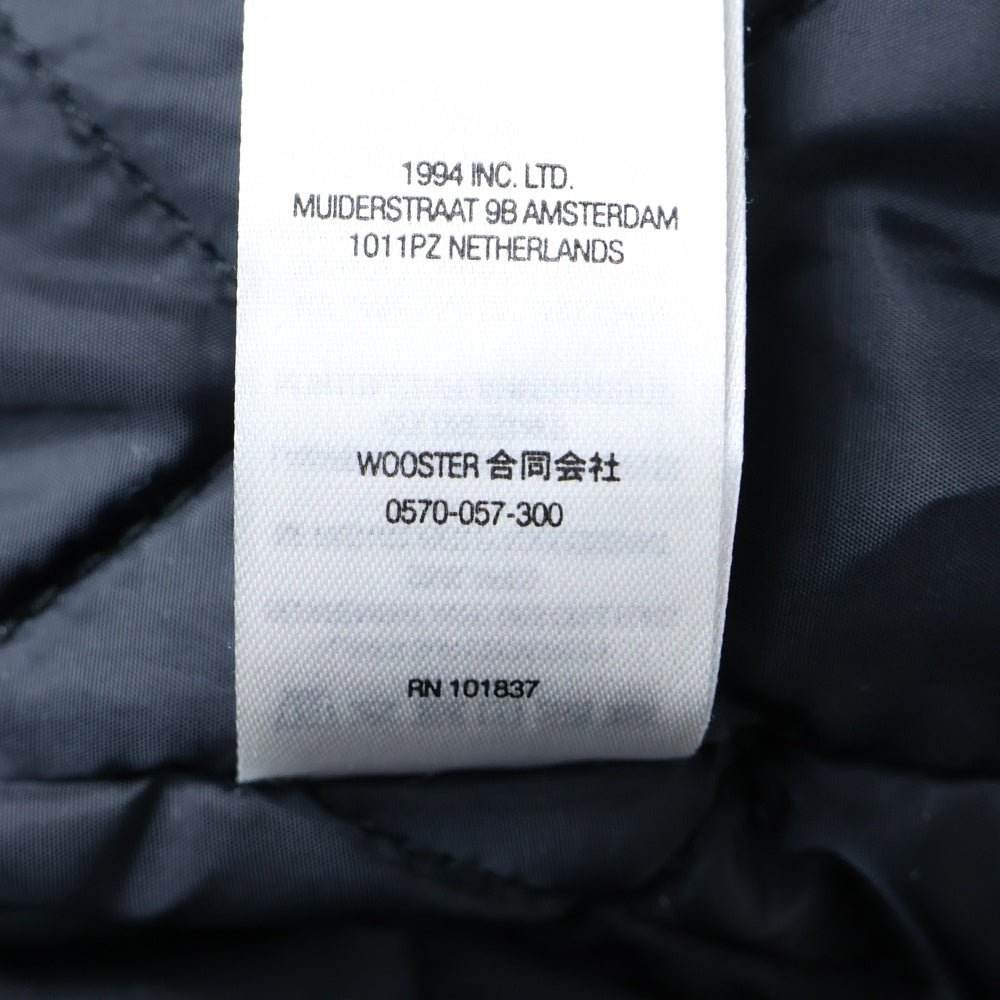 1994 INC. LTD.
MUIDERSTRAAT 9B AMSTERDAM
1011PZ NETHERLANDS
WOOSTER 合同会社
0570-057-300
RN 101837